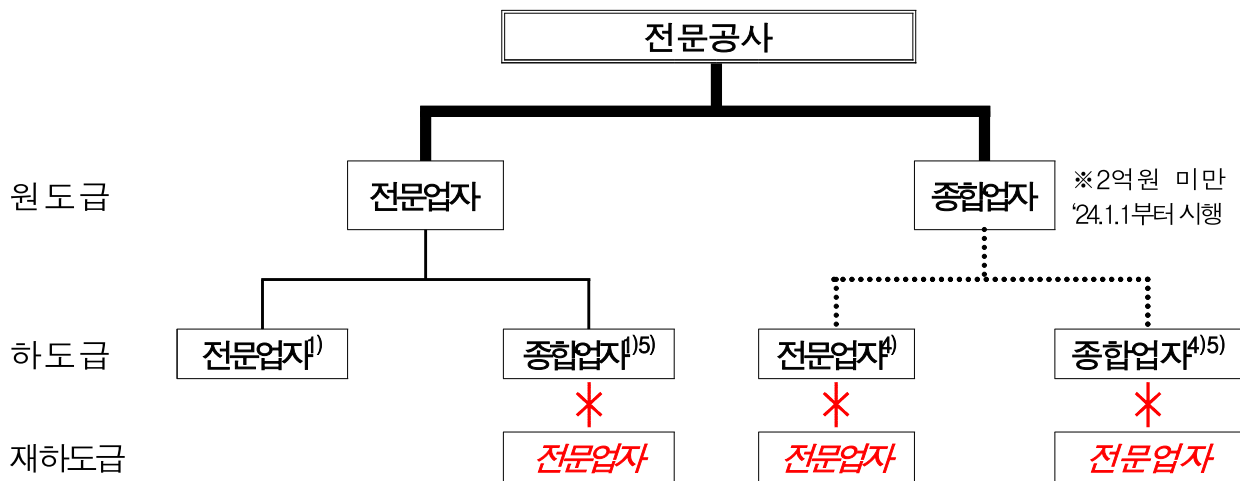 전문공사
원도급
전문업자
종합업자
※2억원 미만
‘24.1.1부터 시행
하도급
전문업자1)
종합업자1)5)
전문업자4)
종합업자4)5)
재하도급
전문업자
전문업자
전문업자